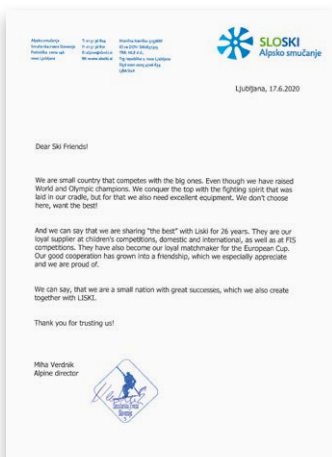 SLOSKI
Alpsko smučanje
Ljubljana, 17.6.2020
Dear Ski Friends!
We are small country that competes with the big ones. Even though we have raised
World and Olympic champions. We conquer the top with the fighting spirit that was
laid in our cradle, but for that we also need excellent equipment. We don't choose
here, want the best!
And we can say that we are sharing "the best" with Liski for 26 years. They are our
loyal supplier at children's competitions, domestic and international, as well at FIS
competitions. They have also become our loyal matchmaker for the European Cup.
Our good cooperation has grown into a friendship, which we especially appreciate
and we are proud of.
We can say, that we are a small nation with great successes, which we also create
together with LISKI.
Thank you for trusting us!
Miha Verdnik
Alpine director